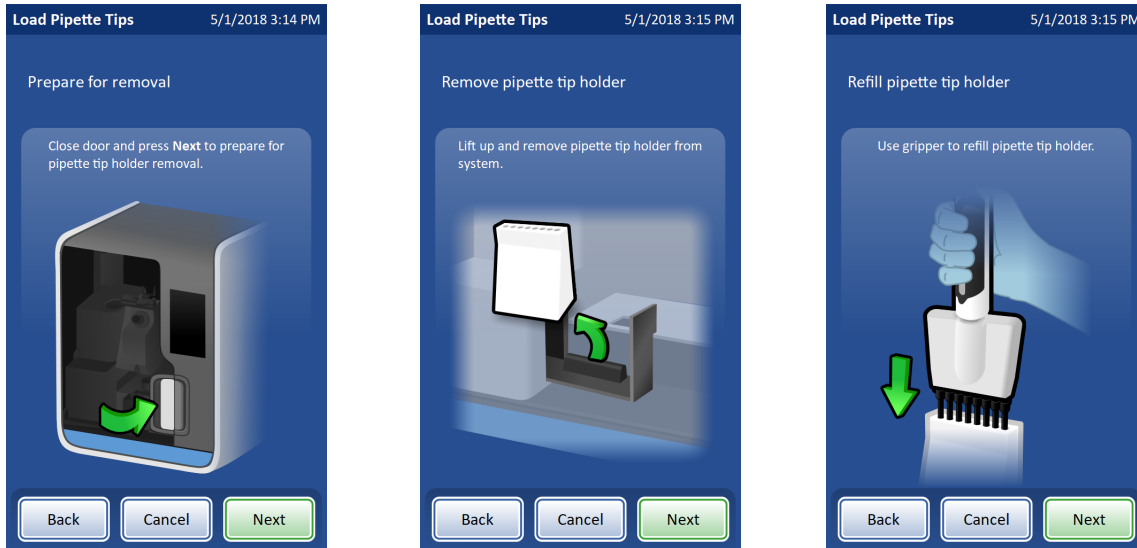 Load Pipette Tips 5/1/2018 3:14 PM
Prepare for removal
Close door and press Next to prepare for
pipette tip holder removal.
Back Cancel Next
Load Pipette Tips 5/1/2018 3:15 PM
Remove pipette tip holder
Lift up and remove pipette tip holder from
system.
Back Cancel Next
Load Pipette Tips 5/1/2018 3:15 PM
Refill pipette tip holder
Use gripper to refill pipette tip holder.
Back Cancel Next